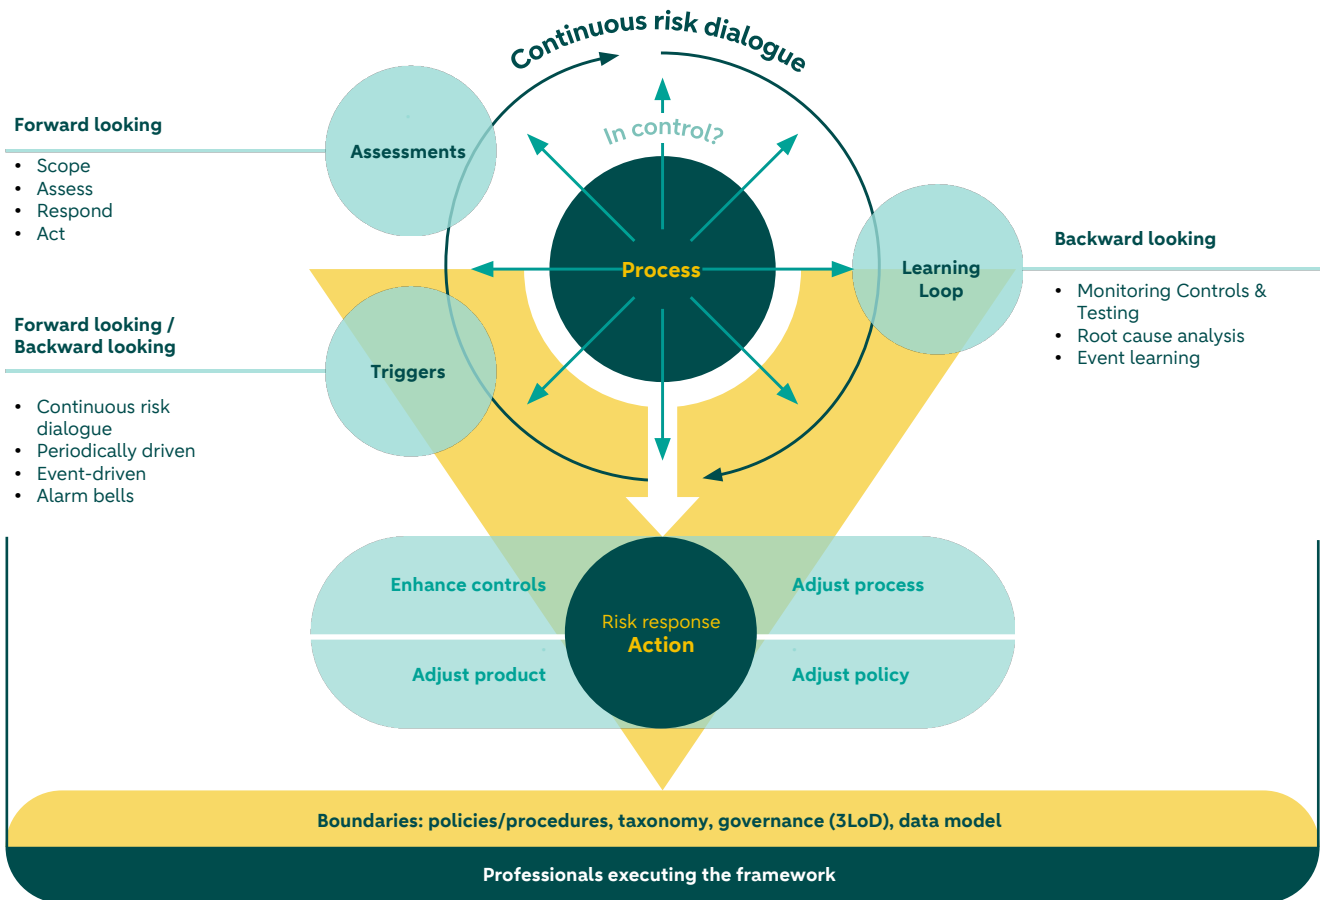 Continuous risk dialogue
In control?
Process
Forward looking
• Scope
• Assess
• Respond
• Act
Assessments
Forward looking /
Backward looking
• Continuous risk
dialogue
• Periodically driven
• Event-driven
• Alarm bells
Triggers
Learning
Loop
Backward looking
• Monitoring Controls &
Testing
• Root cause analysis
• Event learning
Enhance controls
Adjust process
Risk response
Action
Adjust product
Adjust policy
Boundaries: policies/procedures, taxonomy, governance (3LoD), data model
Professionals executing the framework